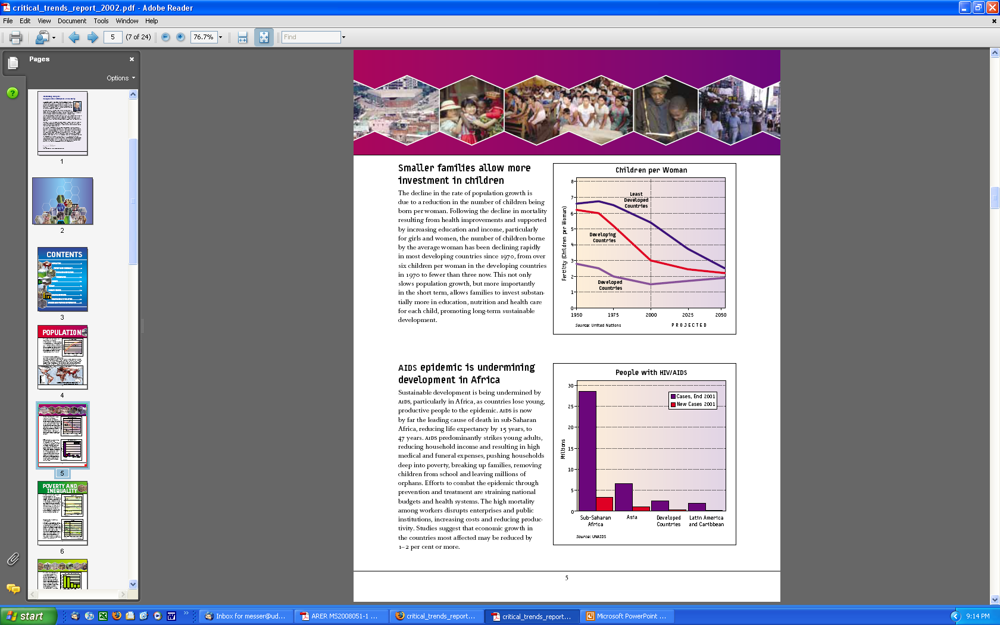 critical_trends_report_2002.pdf - Adobe Reader
File Edit View Document Tools Window Help
5 (7 of 24) 76.7% Find
Pages
Options
1
2
CONTENTS
3
POPULATION
4
5
POVERTY AND
INEQUALITY
6
Smaller families allow more
investment in children
The decline in the rate of population growth is
due to a reduction in the number of children being
born per woman. Following the decline in mortality
resulting from health improvements and supported
by increasing education and income, particularly
for girls and women, the number of children borne
by the average woman has been declining rapidly
in most developing countries since 1970, from over
six children per woman in the developing countries
in 1970 to fewer than three now. This not only
slows population growth, but more importantly
in the short term, allows families to invest substan-
tially more in education, nutrition and health care
for each child, promoting long-term sustainable
development.
Children per Woman
Fertility (Children per Woman)
8
7
6
5
4
3
2
1
0
Least
Developed
Countries
Developing
Countries
Developed
Countries
1950 1975 2000 2025 2050
Source: United Nations PROJECTED
AIDS epidemic is undermining
development in Africa
Sustainable development is being undermined by
AIDS, particularly in Africa, as countries lose young,
productive people to the epidemic. AIDS is now
by far the leading cause of death in sub-Saharan
Africa, reducing life expectancy by 15 years, to
47 years. AIDS predominantly strikes young adults,
reducing household income and resulting in high
medical and funeral expenses, pushing households
deep into poverty, breaking up families, removing
children from school and leaving millions of
orphans. Efforts to combat the epidemic through
prevention and treatment are straining national
budgets and health systems. The high mortality
among workers disrupts enterprises and public
institutions, increasing costs and reducing produc-
tivity. Studies suggest that economic growth in
the countries most affected may be reduced by
1–2 per cent or more.
People with HIV/AIDS
Millions
30
25
20
15
10
5
0
Cases, End 2001
New Cases 2001
Sub-Saharan
Africa
Asia
Developed
Countries
Latin America
and Caribbean
Source: UNAIDS
5
start
Inbox for messer@ud...
ARER MS2008051-1 ...
critical_trends_report...
critical_trends_report...
Microsoft PowerPoint ...
9:14 PM